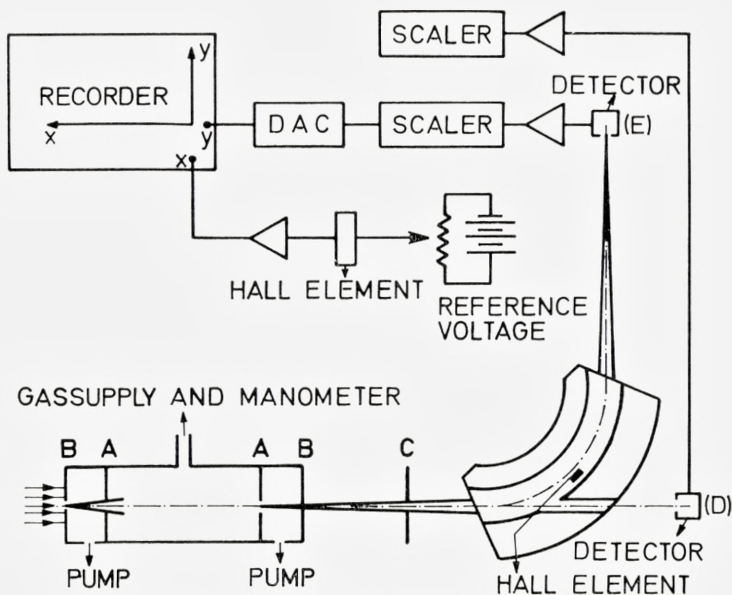 SCALER
y
RECORDER
x
y
DAC
SCALER
DETECTOR
(E)
x
HALL ELEMENT
REFERENCE
VOLTAGE
GASSUPPLY AND MANOMETER
B A A B C
(D)
PUMP PUMP
DETECTOR
HALL ELEMENT